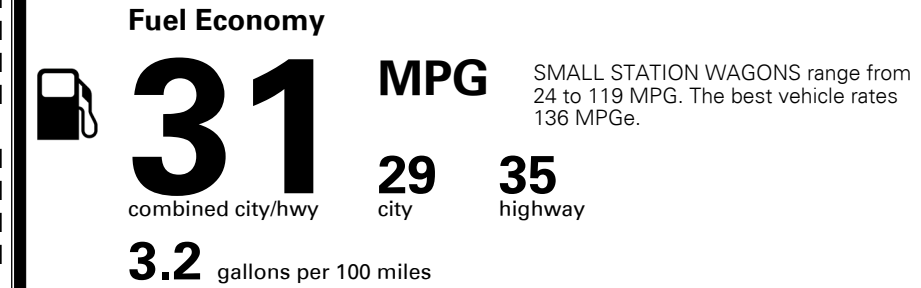 Fuel Economy
31 MPG
SMALL STATION WAGONS range from
24 to 119 MPG. The best vehicle rates
136 MPGe.
29 35
combined city/hwy city highway
3.2 gallons per 100 miles